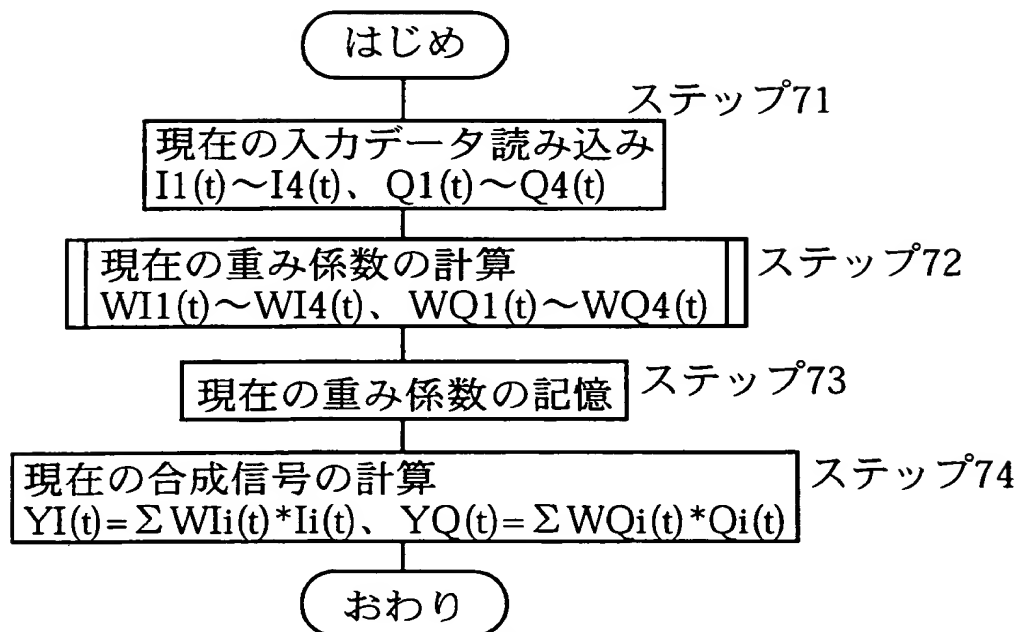 はじめ
ステップ71
現在の入力データ読み込み
I1(t)～I4(t)、Q1(t)～Q4(t)
現在の重み係数の計算
WI1(t)～WI4(t)、WQ1(t)～WQ4(t)
ステップ72
現在の重み係数の記憶
ステップ73
現在の合成信号の計算
YI(t)=ΣWIi(t)*Ii(t)、YQ(t)=ΣWQi(t)*Qi(t)
ステップ74
おわり